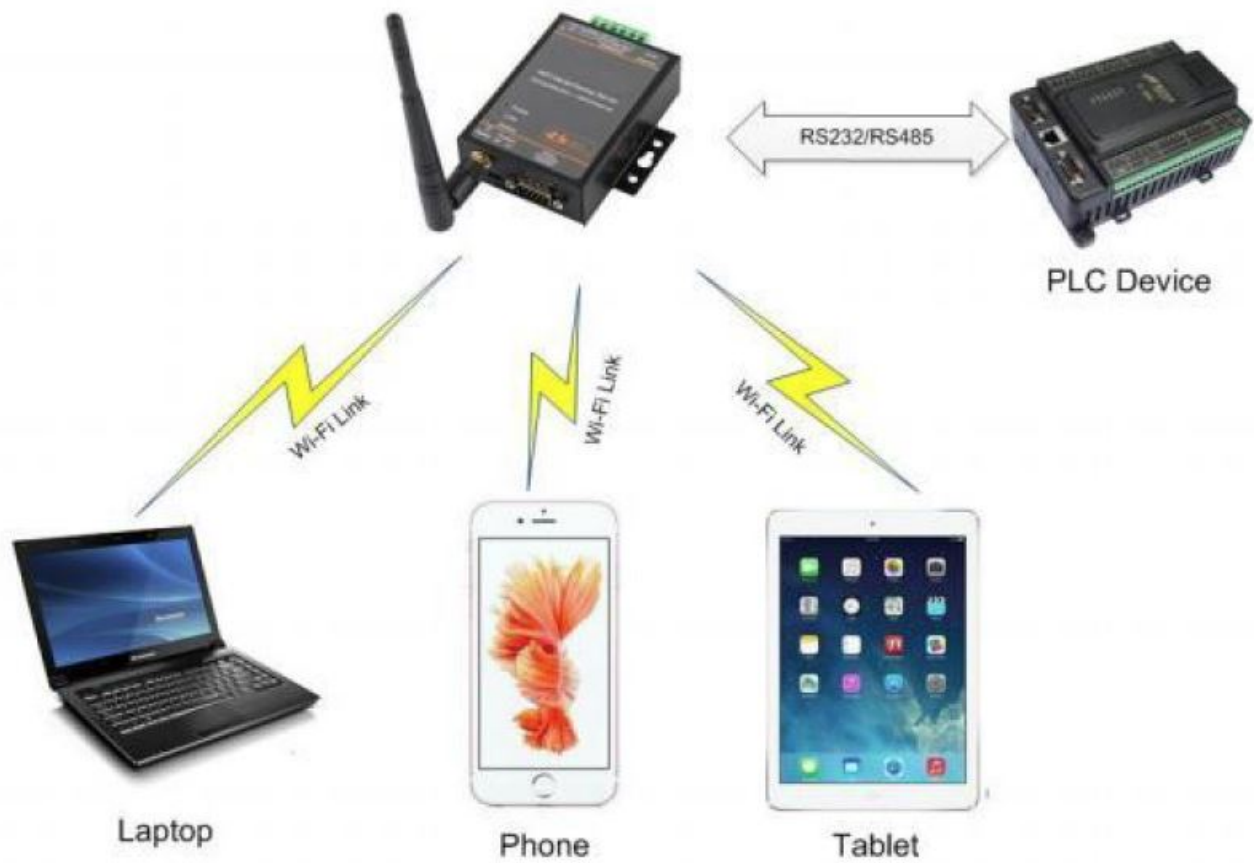 RS232/RS485
PLC Device
Wi-Fi Link
Wi-Fi Link
Wi-Fi Link
Laptop
Phone
Tablet